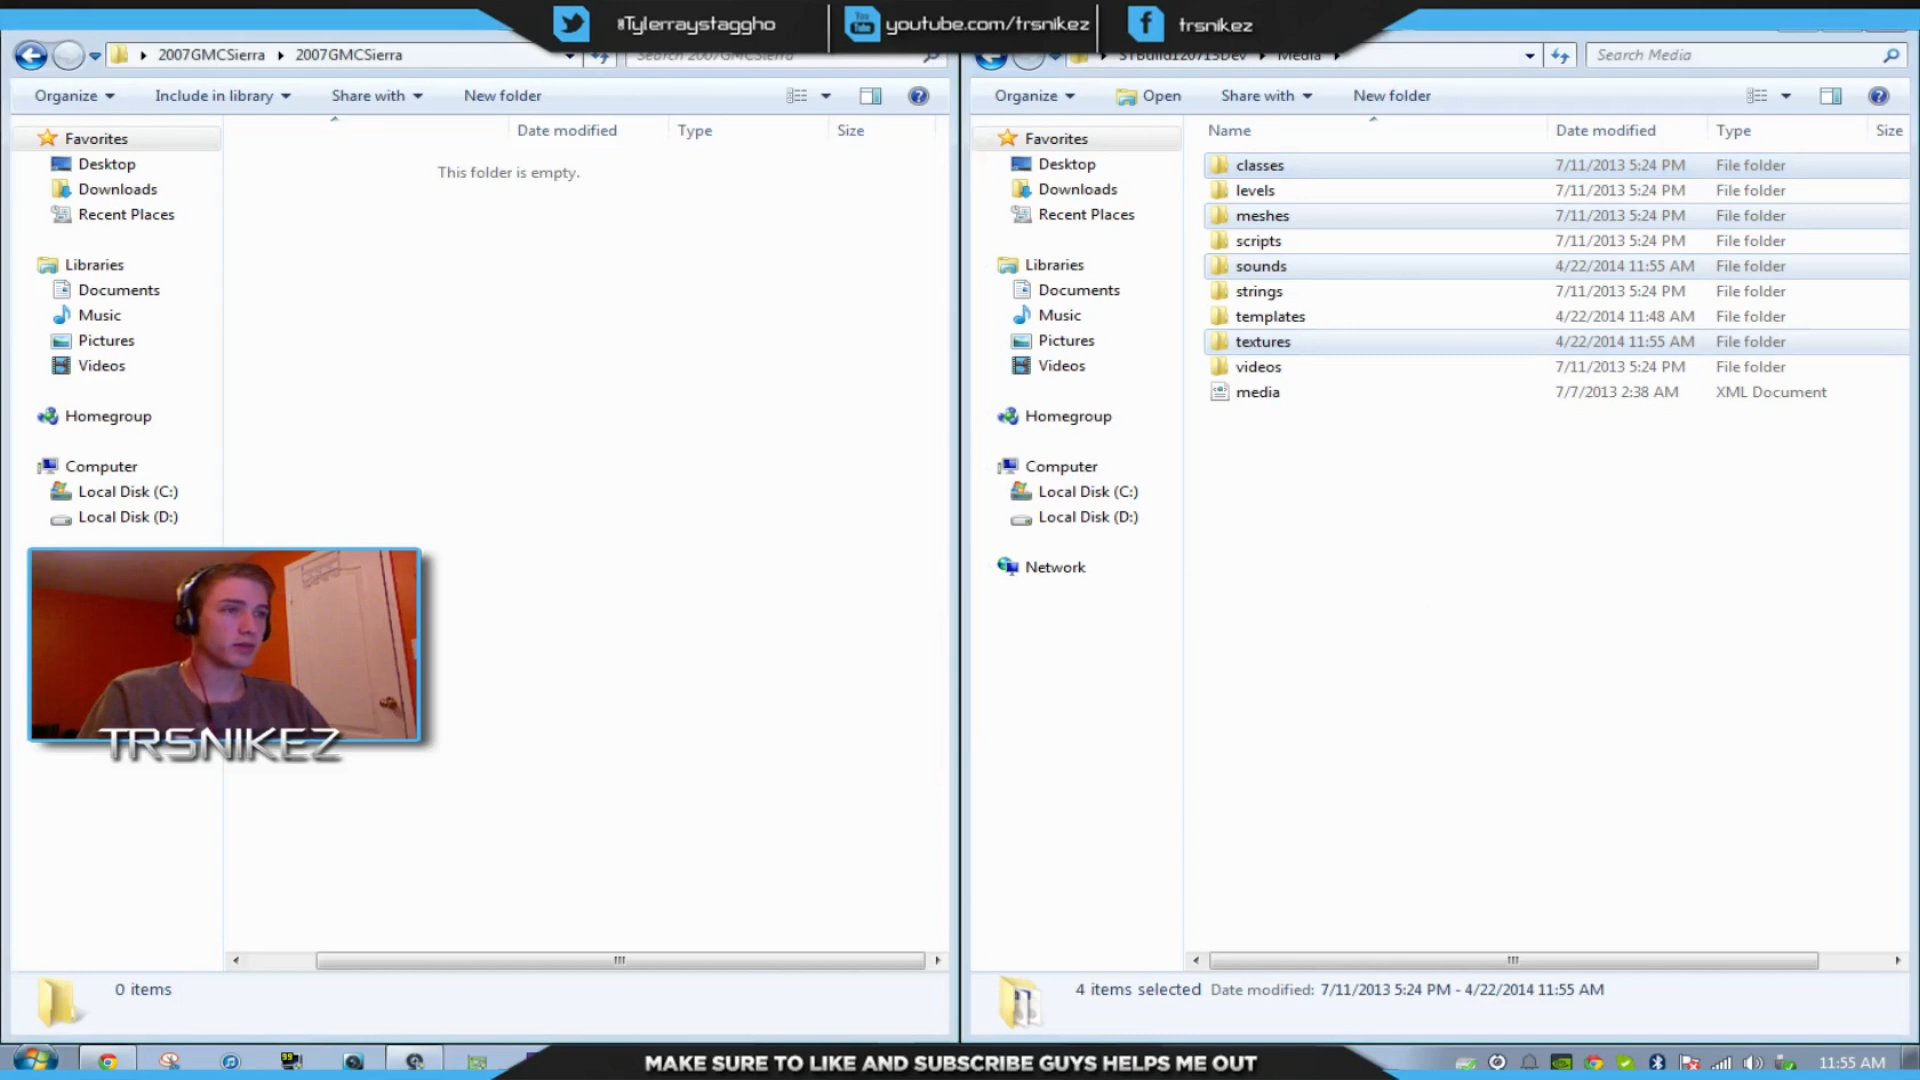 #Tylerraystaggho
youtube.com/trsnikez
trsnikez
2007GMCSierra
2007GMCSierra
Search 2007GMCSierra
STBuild120713Dev
Media
Search Media
Organize
Include in library
Share with
New folder
Organize
Open
Share with
New folder
Date modified
Type
Size
Name
Date modified
Type
Size
This folder is empty.
Favorites
Desktop
Downloads
Recent Places
Libraries
Documents
Music
Pictures
Videos
Homegroup
Computer
Local Disk (C:)
Local Disk (D:)
Favorites
Desktop
Downloads
Recent Places
Libraries
Documents
Music
Pictures
Videos
Homegroup
Computer
Local Disk (C:)
Local Disk (D:)
Network
classes 7/11/2013 5:24 PM File folder
levels 7/11/2013 5:24 PM File folder
meshes 7/11/2013 5:24 PM File folder
scripts 7/11/2013 5:24 PM File folder
sounds 4/22/2014 11:55 AM File folder
strings 7/11/2013 5:24 PM File folder
templates 4/22/2014 11:48 AM File folder
textures 4/22/2014 11:55 AM File folder
videos 7/11/2013 5:24 PM File folder
media 7/7/2013 2:38 AM XML Document
TRSNIKEZ
0 items
4 items selected Date modified: 7/11/2013 5:24 PM - 4/22/2014 11:55 AM
99
MAKE SURE TO LIKE AND SUBSCRIBE GUYS HELPS ME OUT
11:55 AM